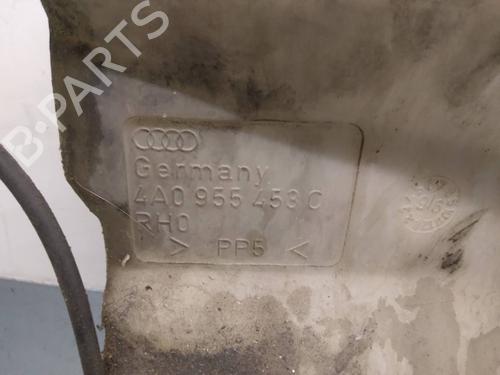 B-PARTS
Germany
4A0 955 453 C
RH0
> PP5 <